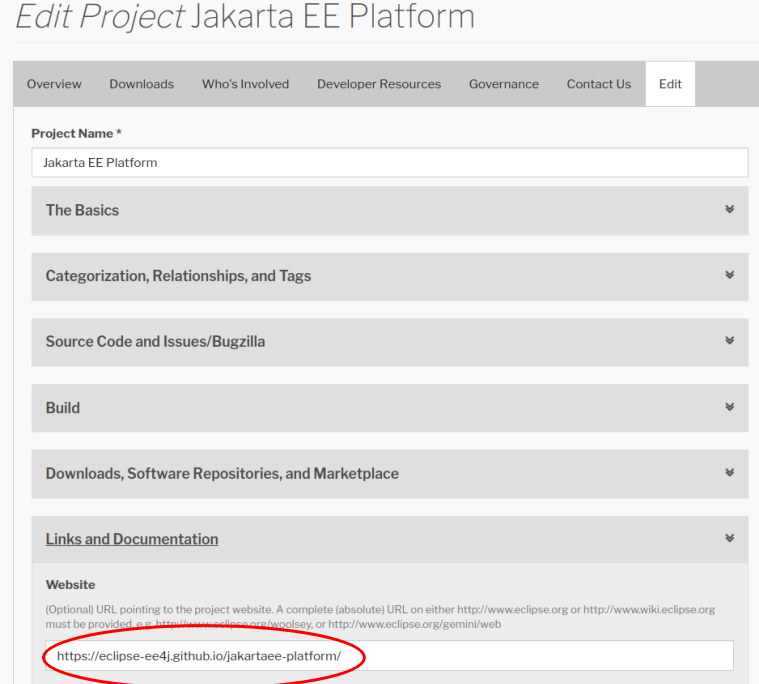 Edit Project Jakarta EE Platform
Overview Downloads Who's Involved Developer Resources Governance Contact Us Edit
Project Name *
Jakarta EE Platform
The Basics
Categorization, Relationships, and Tags
Source Code and Issues/Bugzilla
Build
Downloads, Software Repositories, and Marketplace
Links and Documentation
Website
(Optional) URL pointing to the project website. A complete (absolute) URL on either http://www.eclipse.org or http://www.wiki.eclipse.org
must be provided, e.g. http://www.eclipse.org/woolsey, or http://www.eclipse.org/gemini/web
https://eclipse-ee4j.github.io/jakartaee-platform/